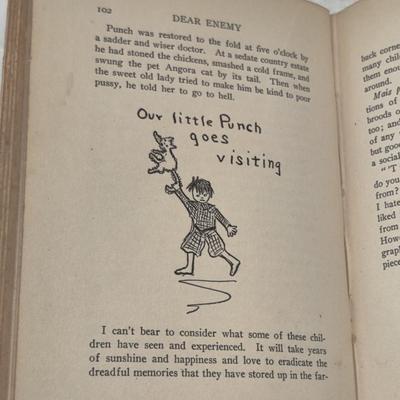 102
DEAR ENEMY
Punch was restored to the fold at five o'clock by
a sadder and wiser doctor. At a sedate country estate
he had stoned the chickens, smashed a cold frame, and
swung the pet Angora cat by its tail. Then when
the sweet old lady tried to make him be kind to poor
pussy, he told her to go to hell.
Our little Punch
goes
visiting
I can't bear to consider what some of these chil-
dren have seen and experienced. It will take years
of sunshine and happiness and love to eradicate the
dreadful memories that they have stored up in the far-
back corne
many child
them enou
around.
Mais p
tions of
broods o
too; and
of any
but good
a social
"'T
do you
from?
I hate
from
Howe
graph
piece